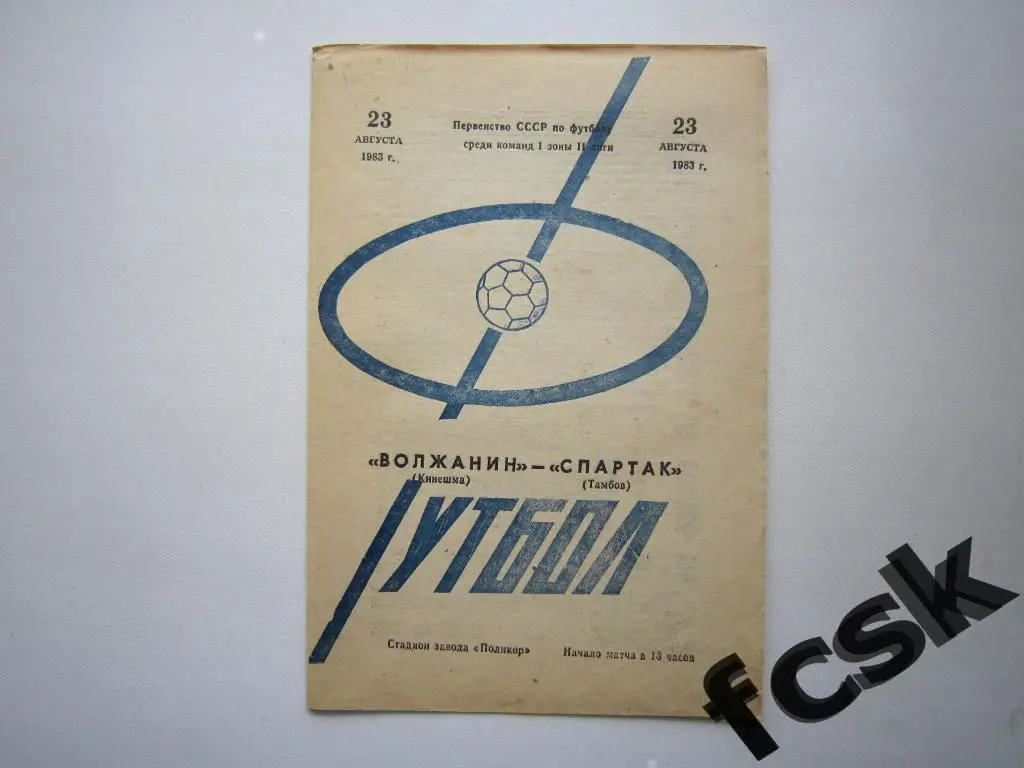 23
АВГУСТА
1983 г.
Первенство СССР по футболу
среди команд I зоны II лиги
23
АВГУСТА
1983 г.
«ВОЛЖАНИН» — «СПАРТАК»
(Кинешма) (Тамбов)
ФУТБОЛ
Стадион завода «Поликор» Начало матча в 18 часов
fcsk